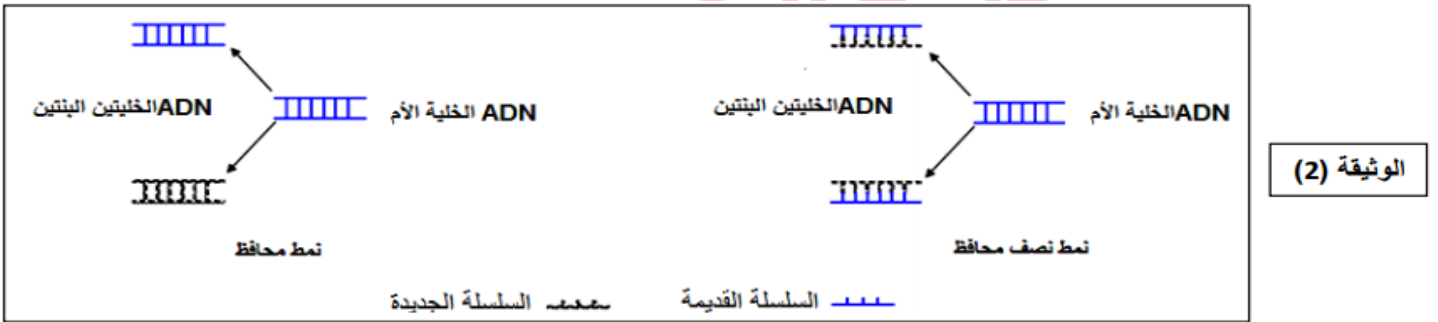 ADNالخلية الأم
ADNالخليتين البنتين
نمط نصف محافظ
ADN الخلية الأم
ADNالخليتين البنتين
نمط محافظ
السلسلة القديمة
السلسلة الجديدة
الوثيقة (2)